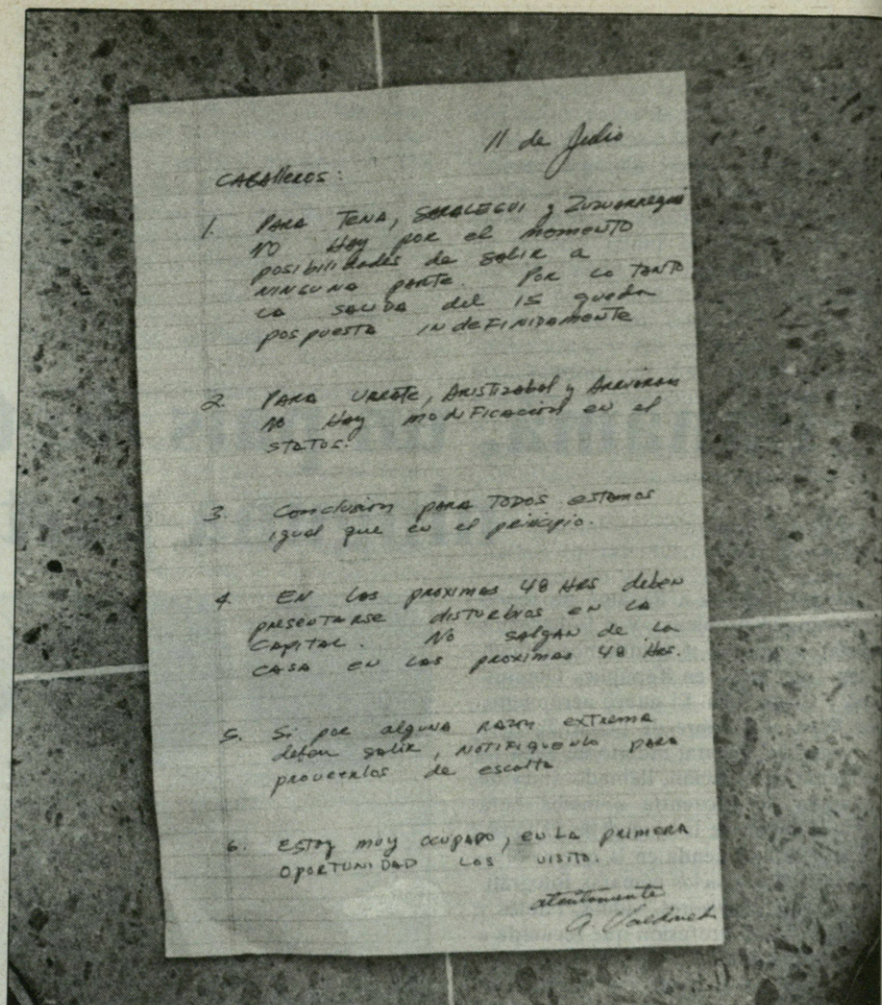 11 de Julio
CABAlleROS:
1. PARA TENA, SARALEGUI y Zurutuarregui
NO Hay por el momento
posibilidades de Salir a
NINGUNA PARTE. Por lo TANTO
LA SALIDA del 15 queda
pospuesta INdeFINIDAMENTE
2. PARA URRATE, ARISTIZABAL y
NO Hay modificacion en el
STATUS.
3. Conclusion PARA TODOS estamos
igual que en el principio.
4. EN los proximas 48 HRS deben
presentarse disturbios en LA
CAPITAL. No SALGAN de LA
CASA en LAS proximas 48 HRS.
5. Si por alguna razon extrema
deben salir, NOTIFIQUENLO PARA
proveerlos de escolta
6. ESTOY muy OCUPADO, EN LA PRIMERA
OPORTUNIDAD LOS VISITO.
atentamente